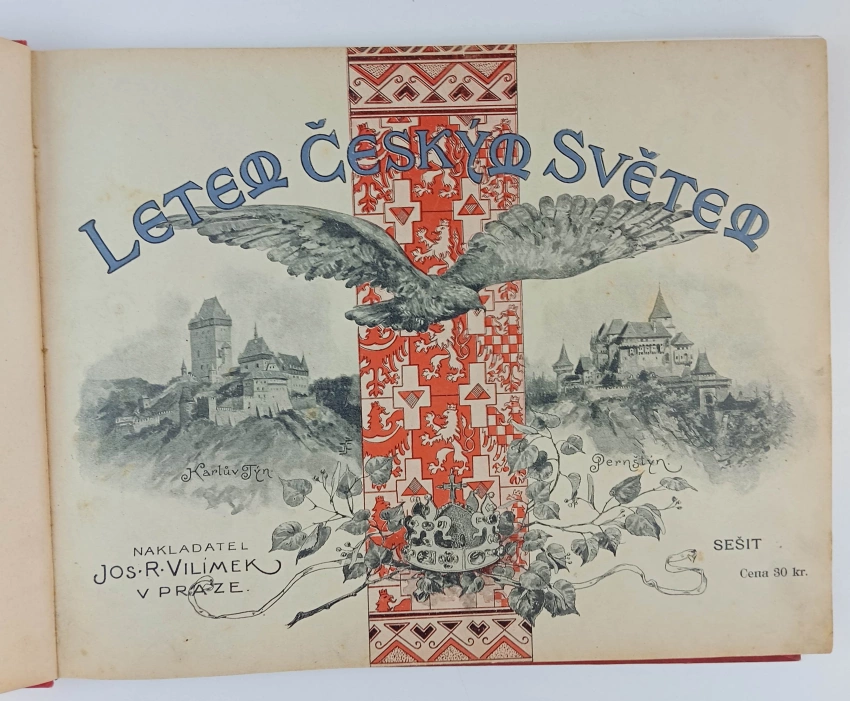 Letem Českým Světem
Karlův Týn.
Pernštýn.
NAKLADATEL
JOS. R. VILÍMEK
V PRAZE.
SEŠIT
Cena 30 kr.